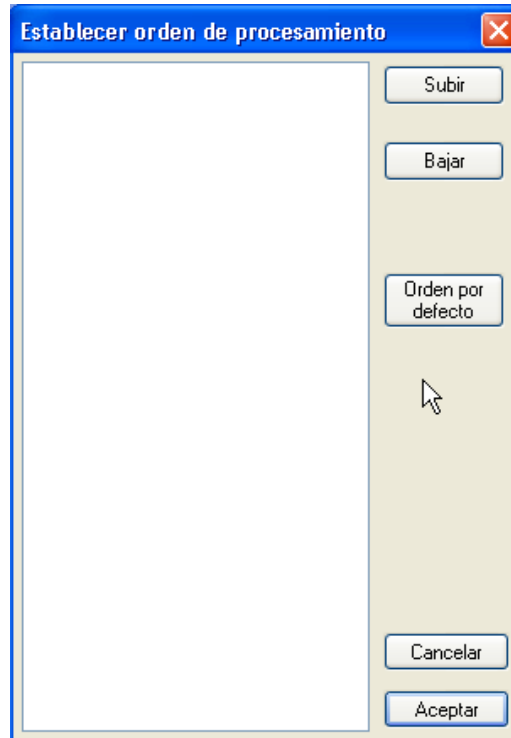 Establecer orden de procesamiento
Subir
Bajar
Orden por
defecto
Cancelar
Aceptar